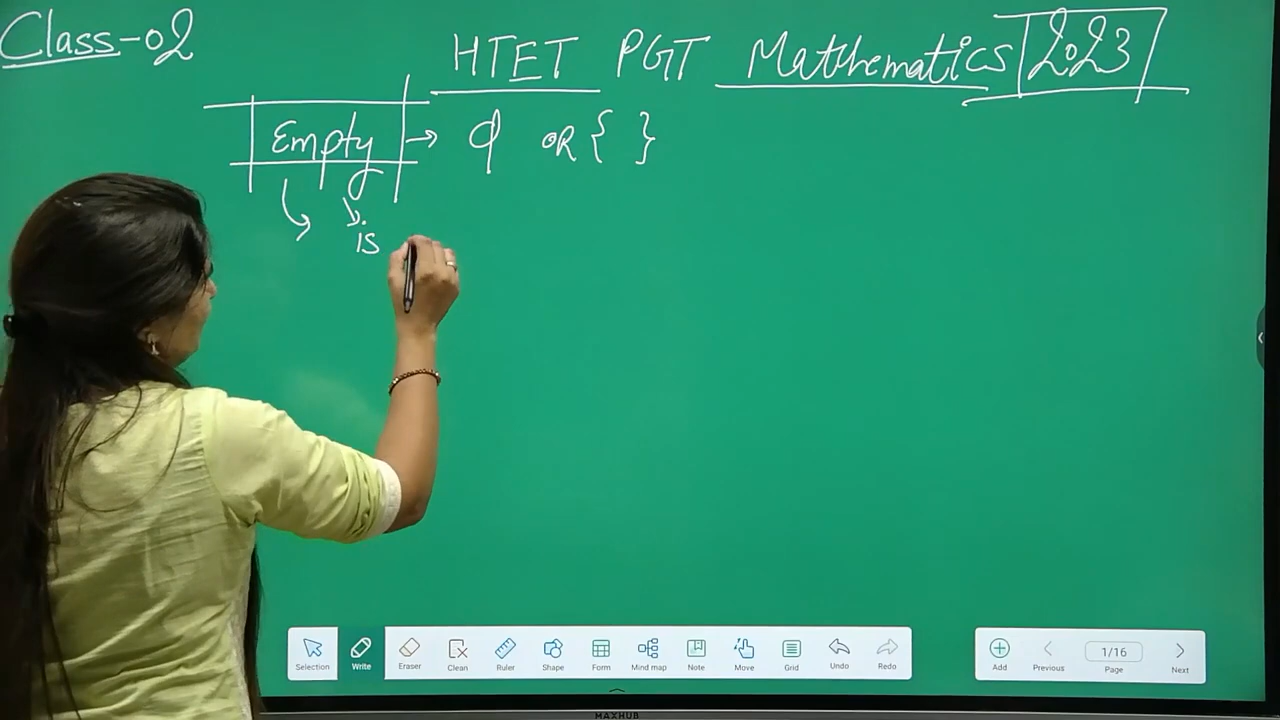 Class-02
HTET PGT Mathematics 2023
Empty → ϕ OR { }
is
Selection
Write
Eraser
Clean
Ruler
Shape
Form
Mind map
Note
Move
Grid
Undo
Redo
Add
Previous
1/16
Page
Next
MAXHUB